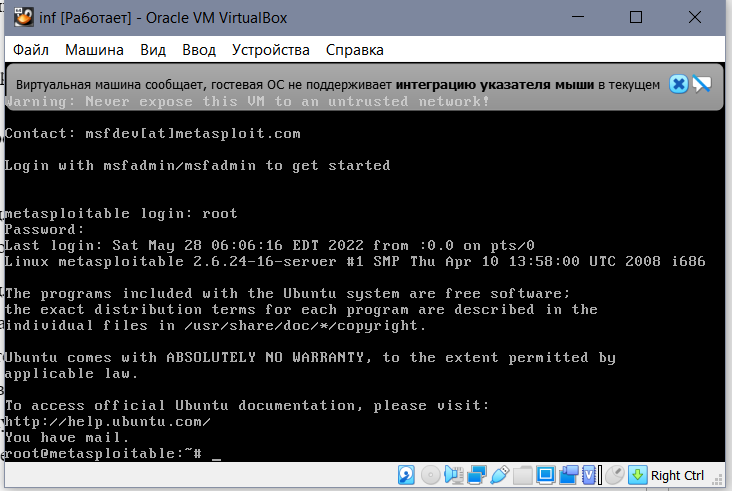 inf [Работает] - Oracle VM VirtualBox
Файл Машина Вид Ввод Устройства Справка
Виртуальная машина сообщает, гостевая ОС не поддерживает интеграцию указателя мыши в текущем
Warning: Never expose this VM to an untrusted network!
Contact: msfdev[at]metasploit.com
Login with msfadmin/msfadmin to get started
metasploitable login: root
Password:
Last login: Sat May 28 06:06:16 EDT 2022 from :0.0 on pts/0
Linux metasploitable 2.6.24-16-server #1 SMP Thu Apr 10 13:58:00 UTC 2008 i686
The programs included with the Ubuntu system are free software;
the exact distribution terms for each program are described in the
individual files in /usr/share/doc/*/copyright.
Ubuntu comes with ABSOLUTELY NO WARRANTY, to the extent permitted by
applicable law.
To access official Ubuntu documentation, please visit:
http://help.ubuntu.com/
You have mail.
root@metasploitable:~# _
Right Ctrl